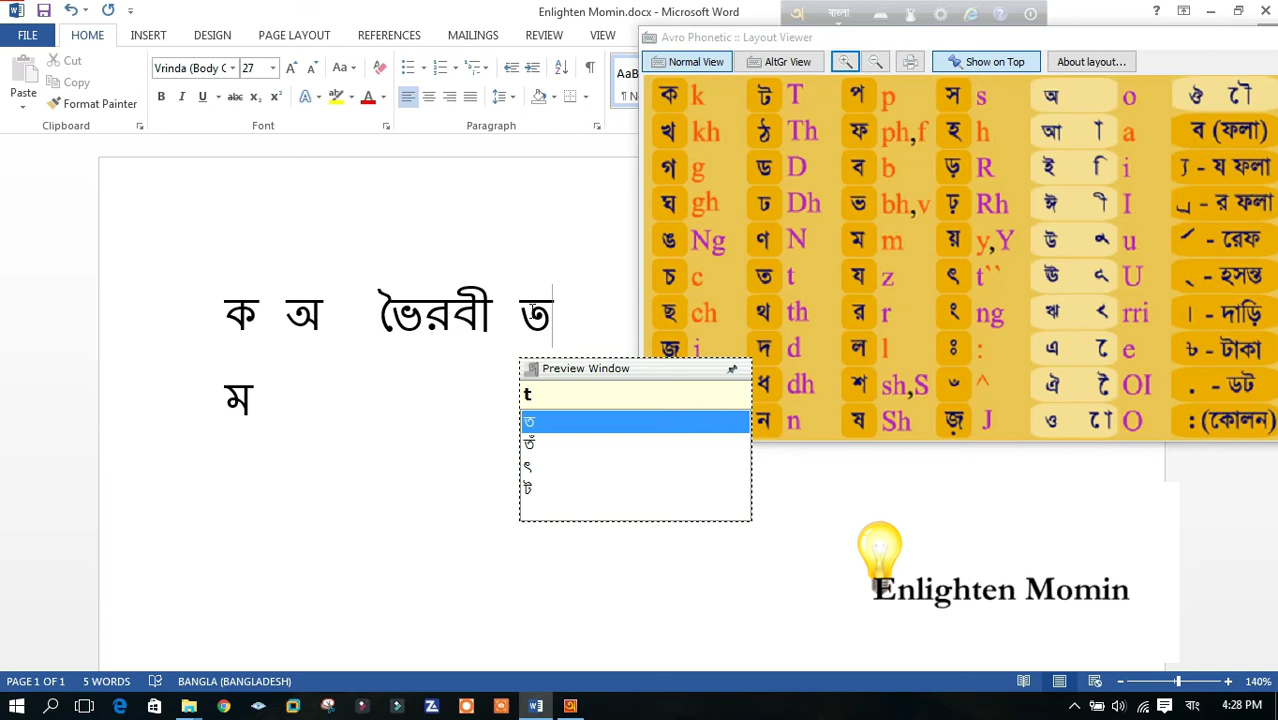 Enlighten Momin.docx - Microsoft Word
বাংলা
FILE HOME INSERT DESIGN PAGE LAYOUT REFERENCES MAILINGS REVIEW VIEW
Cut
Copy
Format Painter
Paste
Vrinda (Body C 27
Clipboard Font Paragraph
Avro Phonetic :: Layout Viewer
Normal View AltGr View Show on Top About layout...
ক k ট T প p স s অ o ঔ ৌ
খ kh ঠ Th ফ ph,f হ h আ া a ব (ফলা)
গ g ড D ব b ড় R ই ি i ্য - য ফলা
ঘ gh ঢ Dh ভ bh,v ঢ় Rh ঈ ী I ্র - র ফলা
ঙ Ng ণ N ম m য় y,Y উ ু u র্ - রেফ
চ c ত t য z ৎ t`` ঊ ূ U ্ - হসন্ত
ছ ch থ th র r ং ng ঋ ৃ rri । - দাড়ি
জ j দ d ল l ঃ : এ ে e ৳ - টাকা
ধ dh শ sh,S ঁ ^ ঐ ৈ OI . - ডট
ন n ষ Sh জ় J ও ো O : (কোলন)
ক অ ভৈরবী ত
ম
Preview Window
t
ত
তঁ
ৎ
ট
Enlighten Momin
PAGE 1 OF 1 5 WORDS BANGLA (BANGLADESH) 140%
বাং 4:28 PM